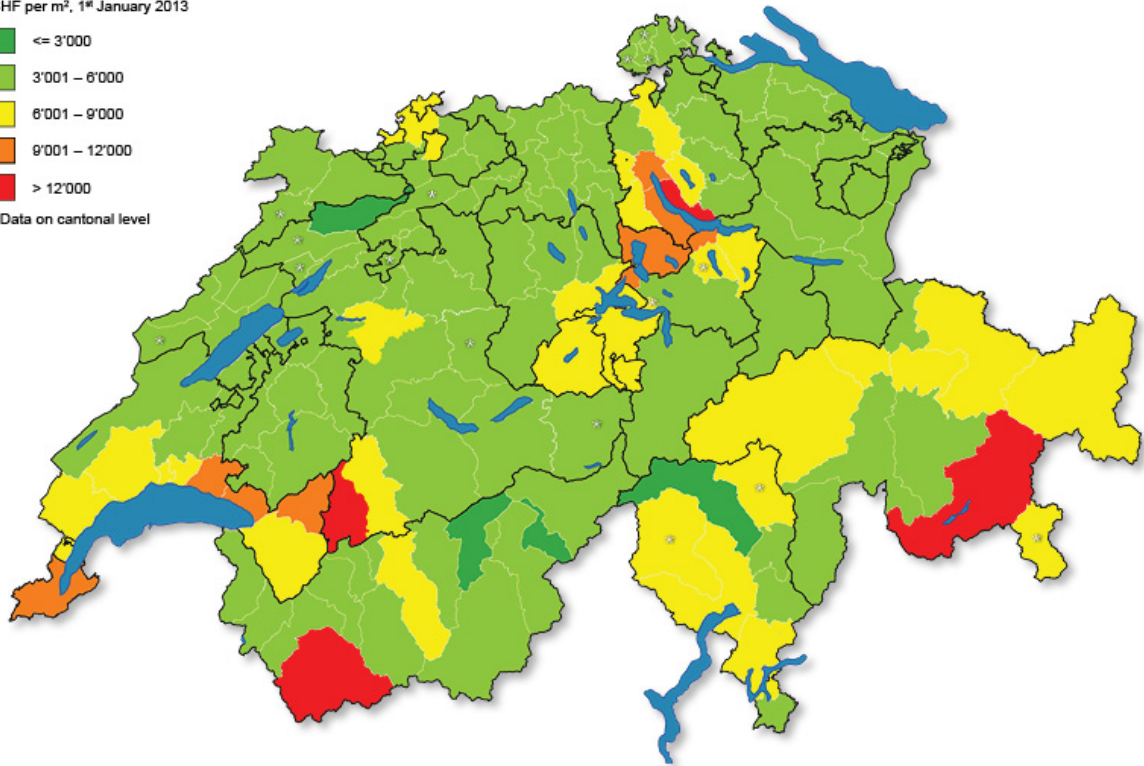 HF per m², 1st January 2013
<= 3'000
3'001 – 6'000
6'001 – 9'000
9'001 – 12'000
> 12'000
Data on cantonal level